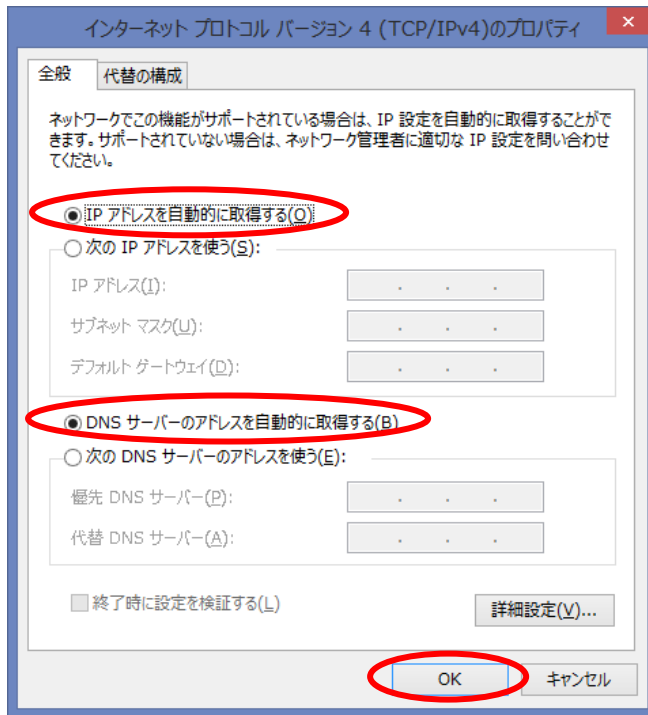 インターネット プロトコル バージョン 4 (TCP/IPv4)のプロパティ
全般
代替の構成
ネットワークでこの機能がサポートされている場合は、IP 設定を自動的に取得することがで
きます。サポートされていない場合は、ネットワーク管理者に適切な IP 設定を問い合わせ
てください。
IP アドレスを自動的に取得する(O)
次の IP アドレスを使う(S):
IP アドレス(I):
サブネット マスク(U):
デフォルト ゲートウェイ(D):
DNS サーバーのアドレスを自動的に取得する(B)
次の DNS サーバーのアドレスを使う(E):
優先 DNS サーバー(P):
代替 DNS サーバー(A):
終了時に設定を検証する(L)
詳細設定(V)...
OK
キャンセル